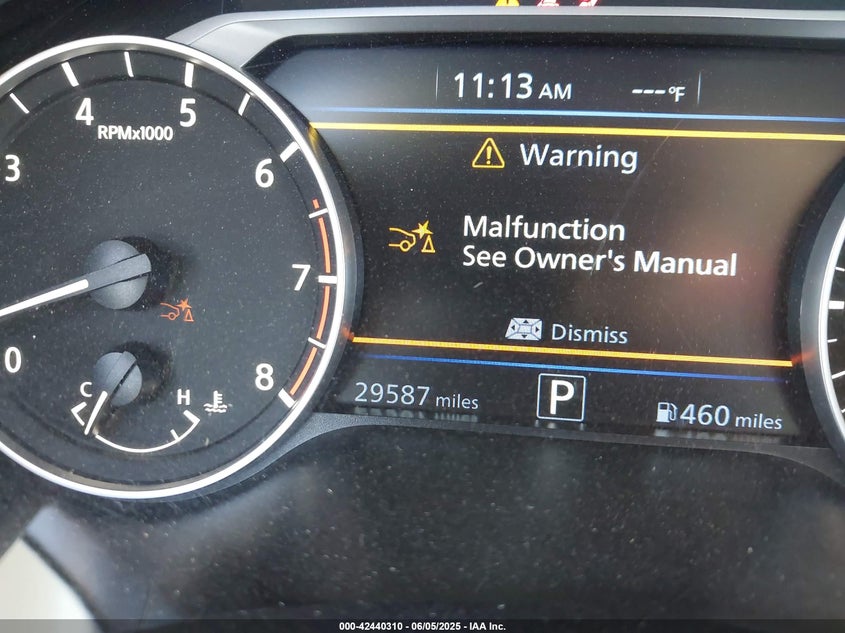 11:13 AM
---°F
4
5
RPMx1000
3
6
Warning
Malfunction
See Owner's Manual
7
Dismiss
0
8
C
H
29587 miles
P
460 miles
000-42440310 - 06/05/2025 - IAA Inc.